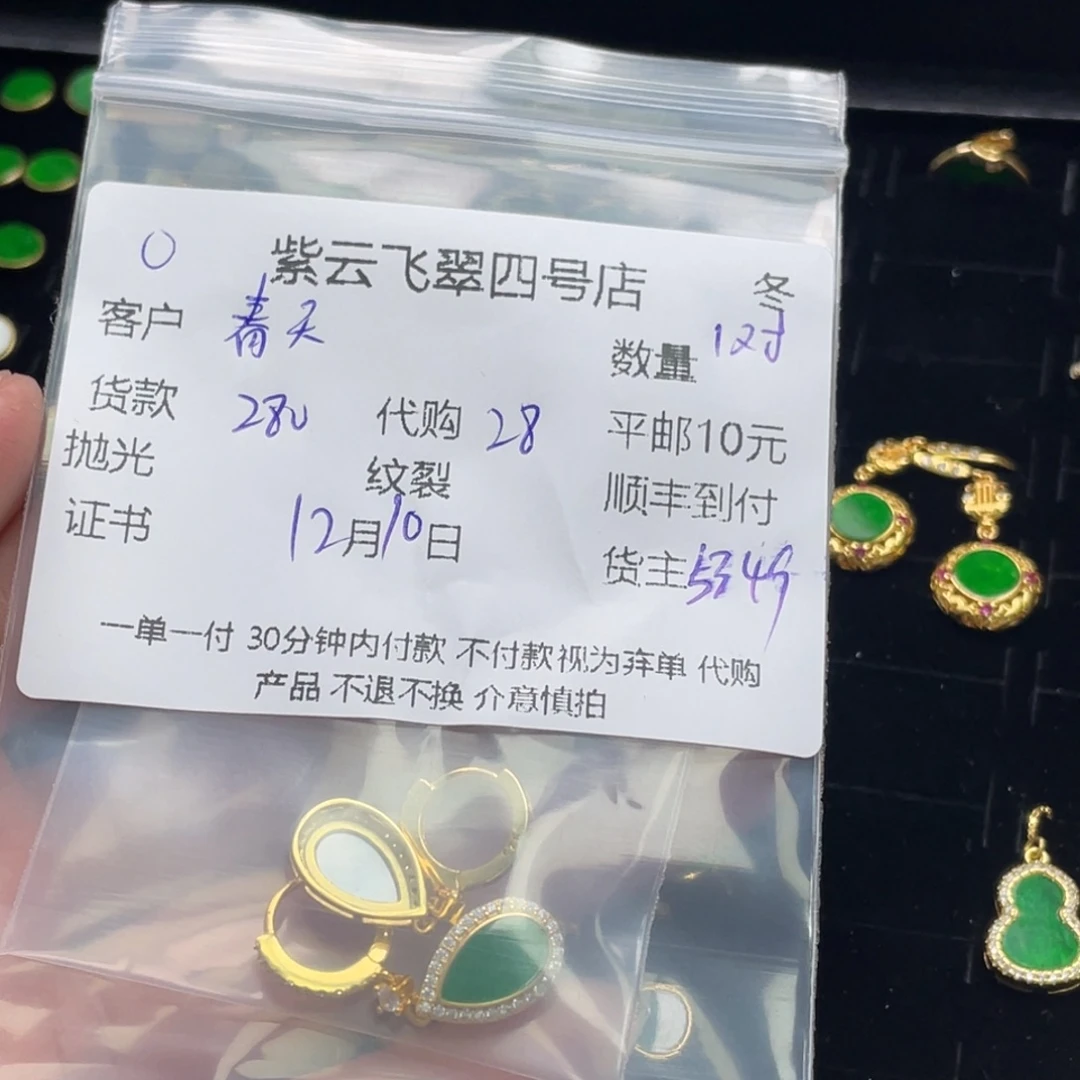 0 紫云飞翠四号店 冬
客户 春天 数量 1对
货款 280 代购 28 平邮10元
抛光 纹裂 顺丰到付
证书 12月10日 货主
一单一付 30分钟内付款 不付款视为弃单 代购
产品 不退不换 介意慎拍